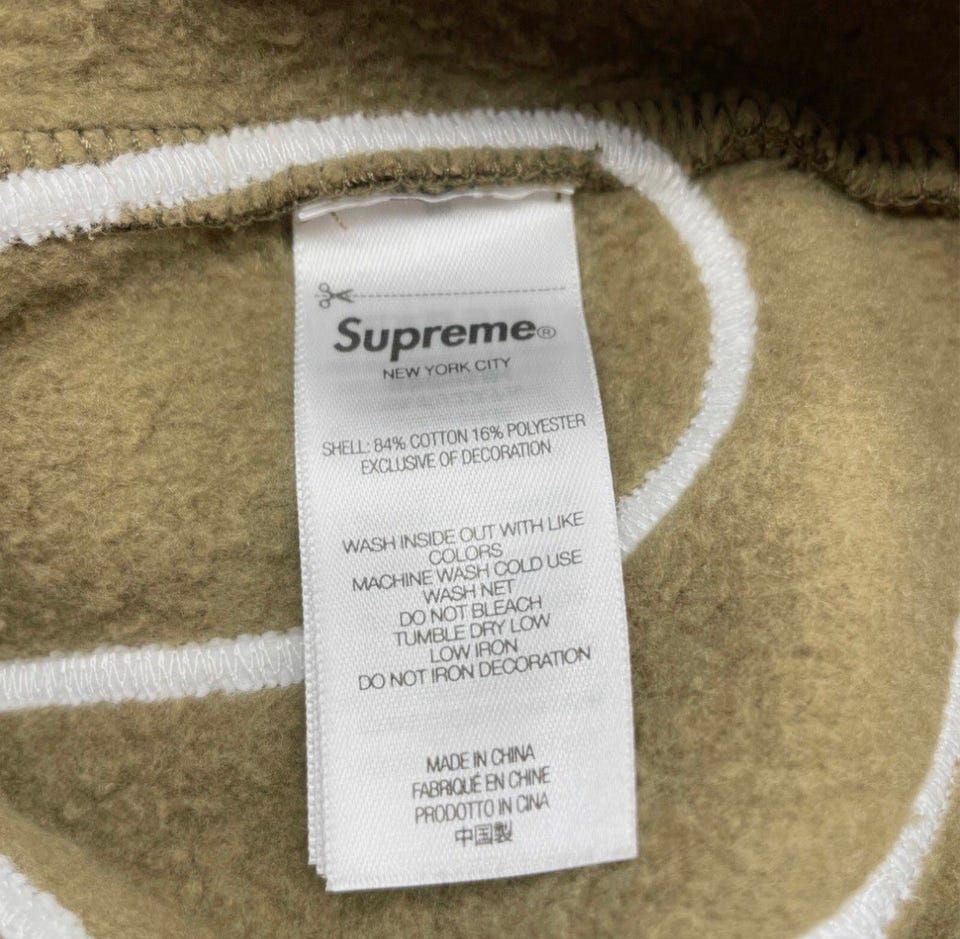 Supreme®
NEW YORK CITY
SHELL: 84% COTTON 16% POLYESTER
EXCLUSIVE OF DECORATION
WASH INSIDE OUT WITH LIKE
COLORS
MACHINE WASH COLD USE
WASH NET
DO NOT BLEACH
TUMBLE DRY LOW
LOW IRON
DO NOT IRON DECORATION
MADE IN CHINA
FABRIQUÉ EN CHINE
PRODOTTO IN CINA
中国製